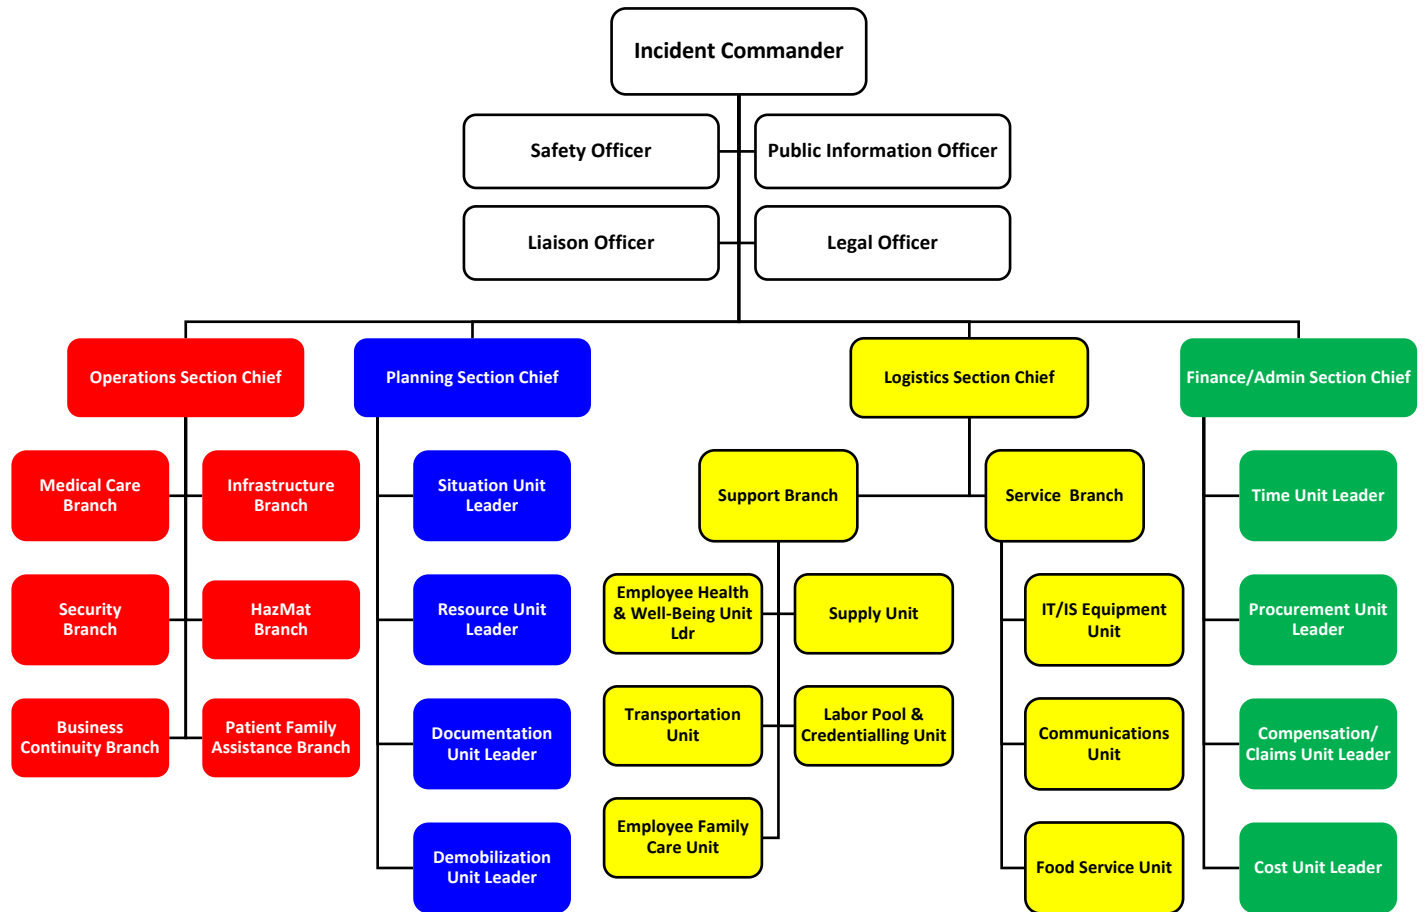 Incident Commander
Safety Officer
Public Information Officer
Liaison Officer
Legal Officer
Operations Section Chief
Planning Section Chief
Logistics Section Chief
Finance/Admin Section Chief
Medical Care
Branch
Infrastructure
Branch
Situation Unit
Leader
Support Branch
Service  Branch
Time Unit Leader
Security
Branch
HazMat
Branch
Resource Unit
Leader
Employee Health
& Well-Being Unit
Ldr
Supply Unit
IT/IS Equipment
Unit
Procurement Unit
Leader
Business
Continuity Branch
Patient Family
Assistance Branch
Documentation
Unit Leader
Transportation
Unit
Labor Pool &
Credentialling Unit
Communications
Unit
Compensation/
Claims Unit Leader
Employee Family
Care Unit
Demobilization
Unit Leader
Food Service Unit
Cost Unit Leader